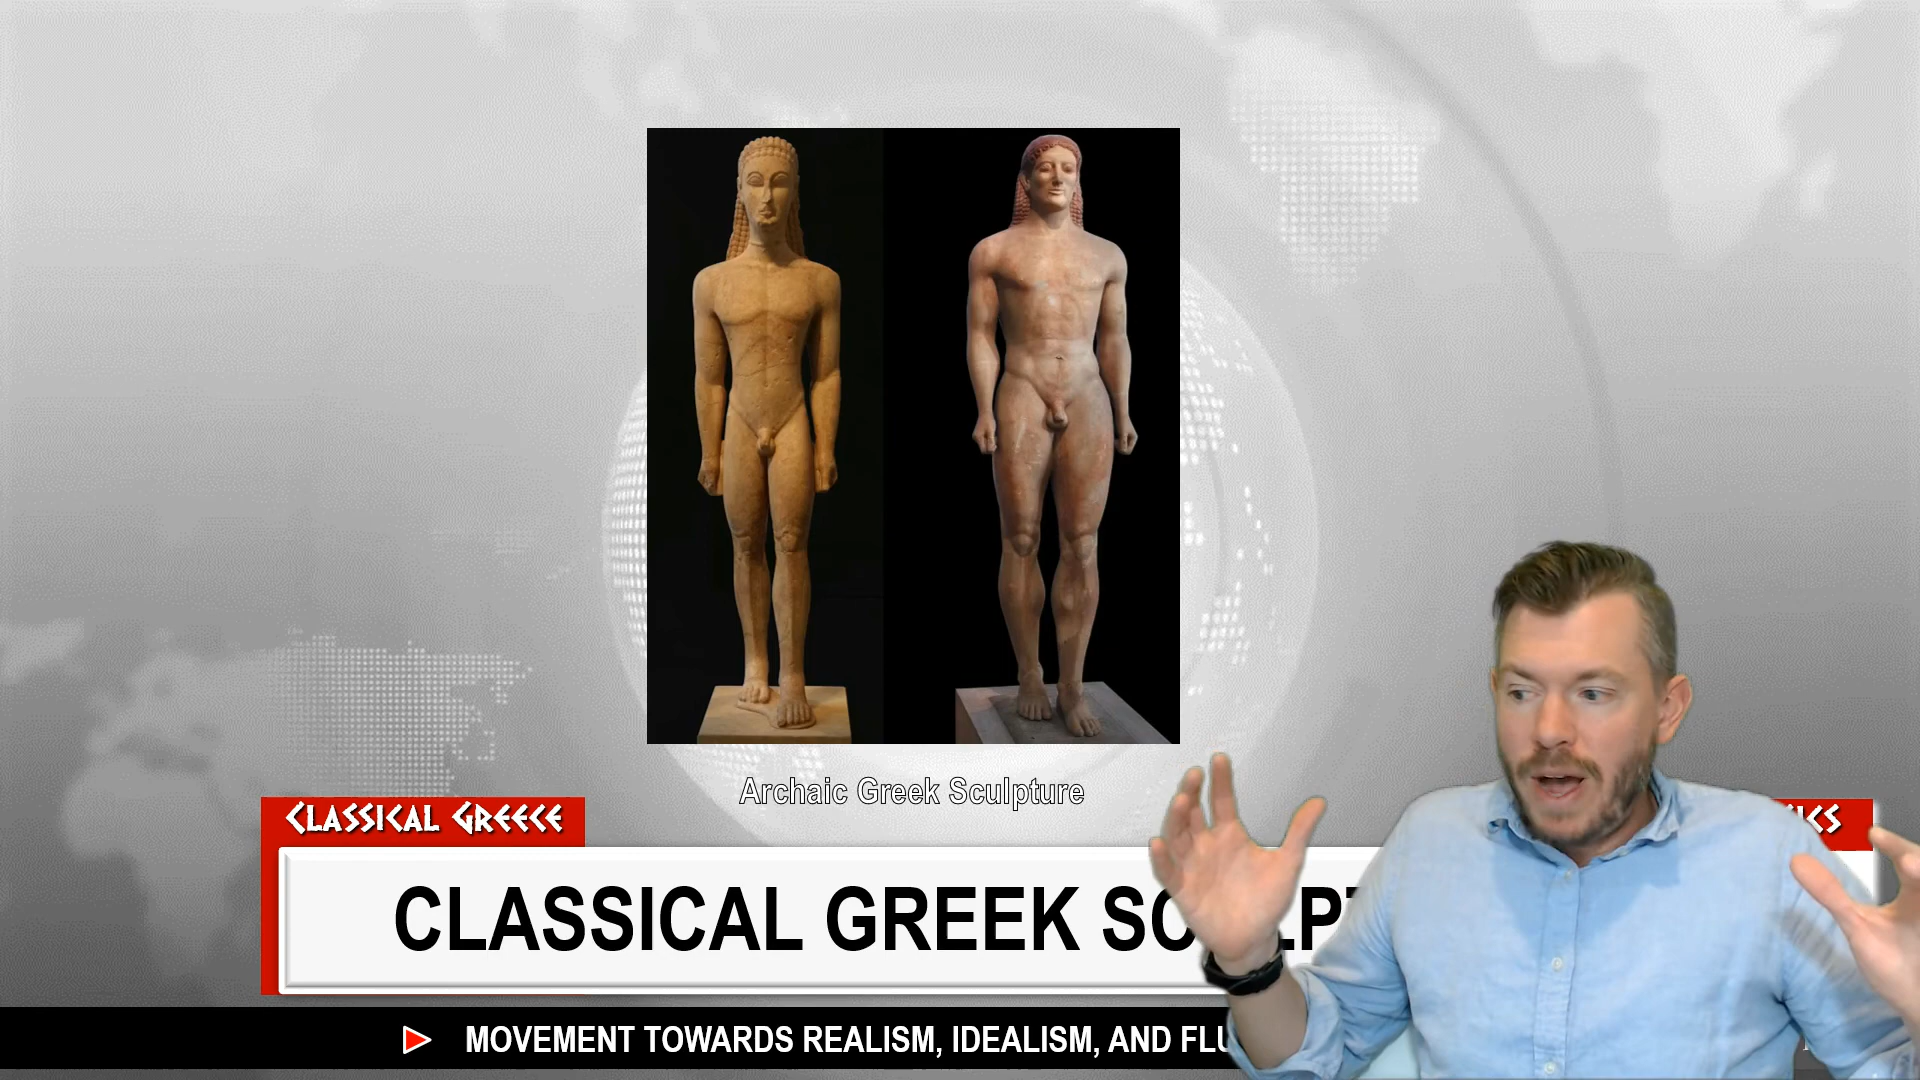 Archaic Greek Sculpture
Classical Greece
CLASSICAL GREEK
MOVEMENT TOWARDS REALISM, IDEALISM, AND